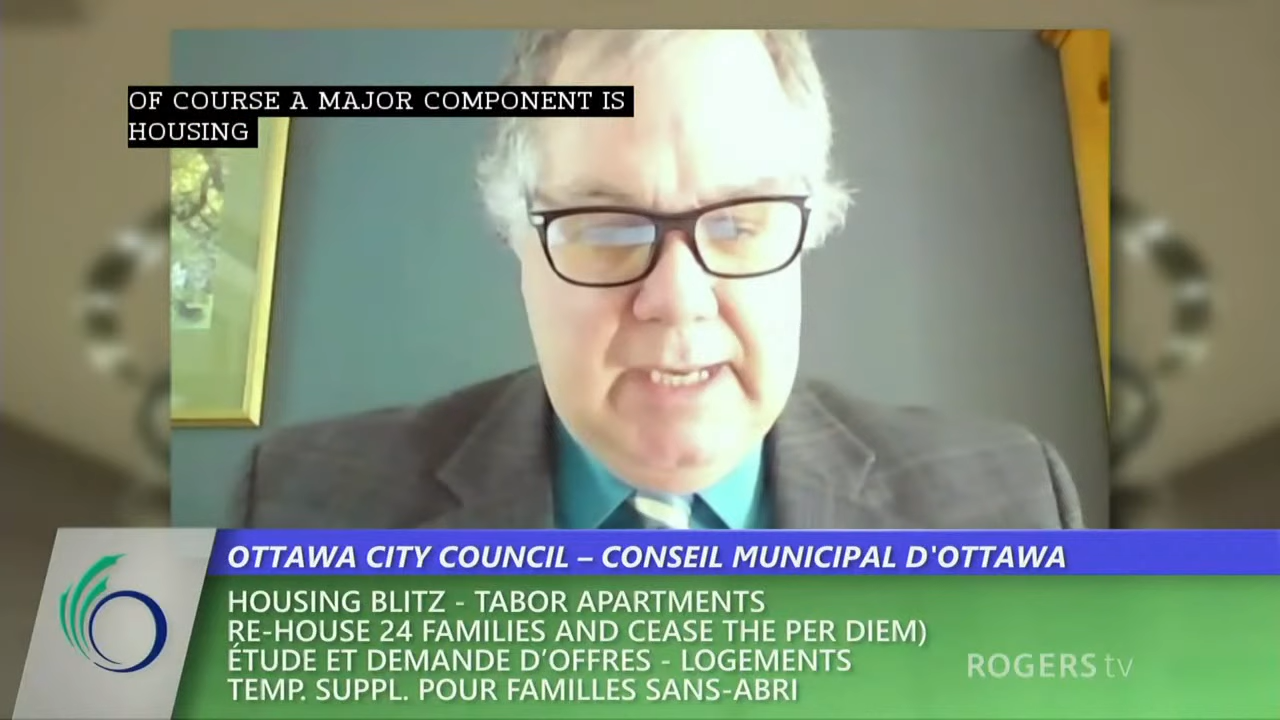 OF COURSE A MAJOR COMPONENT IS
HOUSING
OTTAWA CITY COUNCIL – CONSEIL MUNICIPAL D'OTTAWA
HOUSING BLITZ - TABOR APARTMENTS
RE-HOUSE 24 FAMILIES AND CEASE THE PER DIEM)
ÉTUDE ET DEMANDE D’OFFRES - LOGEMENTS
TEMP. SUPPL. POUR FAMILLES SANS-ABRI
ROGERS tv